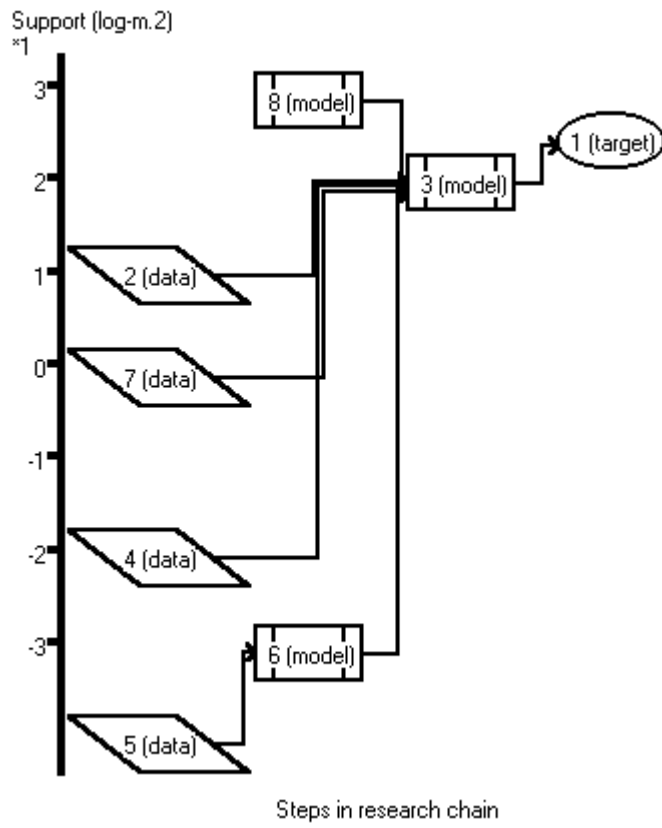 Support (log-m.2)
*1
3
8 (model)
1 (target)
2
3 (model)
1
2 (data)
0
7 (data)
-1
-2
4 (data)
-3
6 (model)
5 (data)
Steps in research chain